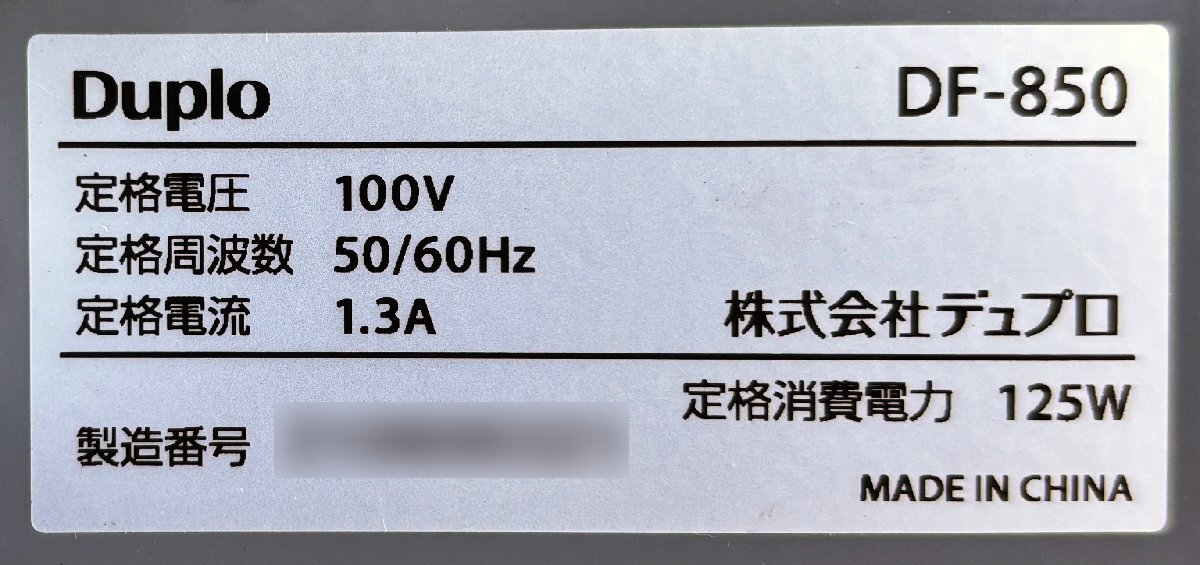 Duplo DF-850
定格電圧 100V
定格周波数 50/60Hz
定格電流 1.3A
株式会社デュプロ
定格消費電力 125W
製造番号
MADE IN CHINA